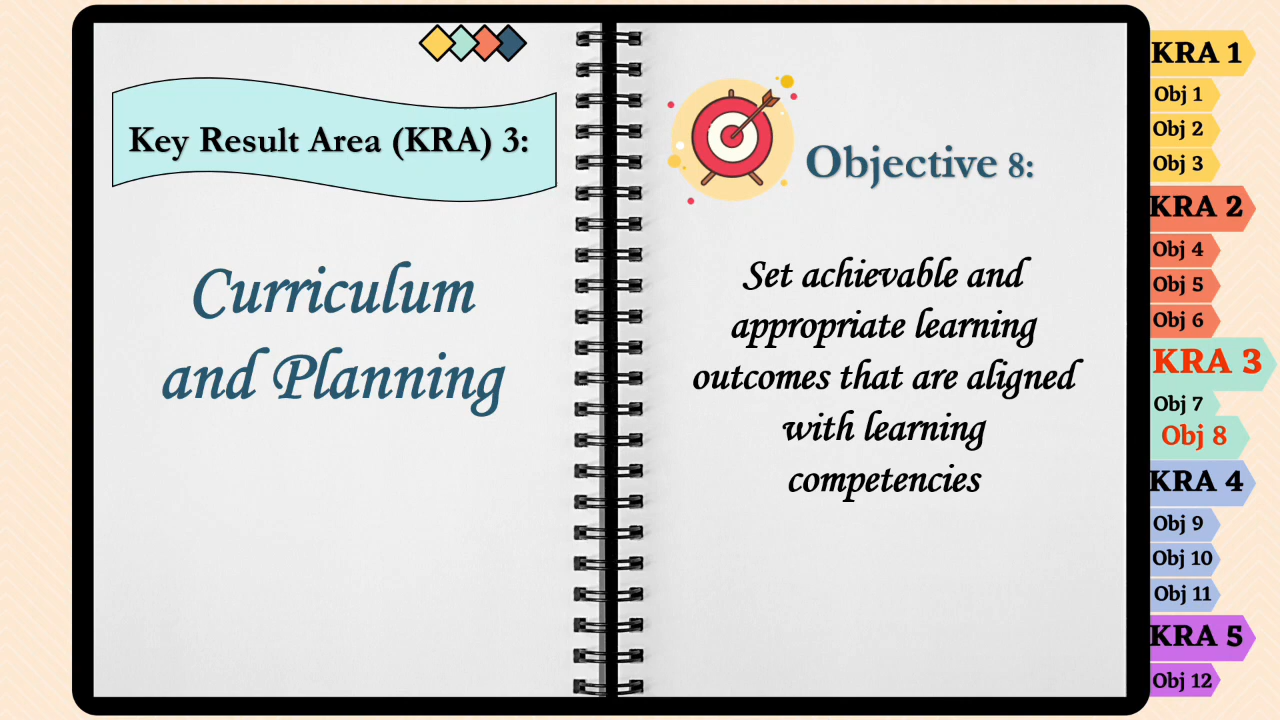 Key Result Area (KRA) 3:
Curriculum
and Planning
Objective 8:
Set achievable and
appropriate learning
outcomes that are aligned
with learning
competencies
KRA 1
Obj 1
Obj 2
Obj 3
KRA 2
Obj 4
Obj 5
Obj 6
KRA 3
Obj 7
Obj 8
KRA 4
Obj 9
Obj 10
Obj 11
KRA 5
Obj 12